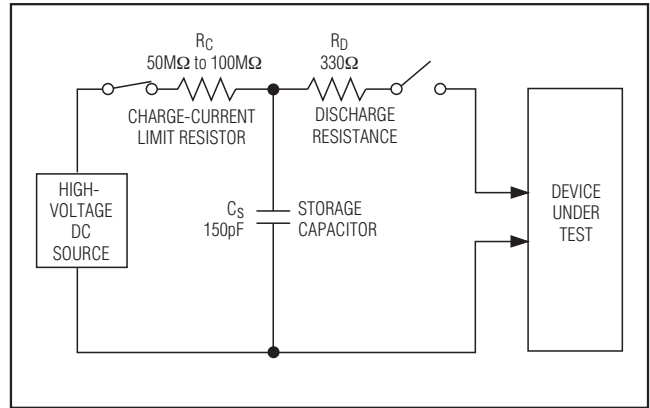 R_C
50MΩ to 100MΩ
CHARGE-CURRENT
LIMIT RESISTOR
R_D
330Ω
DISCHARGE
RESISTANCE
HIGH-
VOLTAGE
DC
SOURCE
C_S
150pF
STORAGE
CAPACITOR
DEVICE
UNDER
TEST